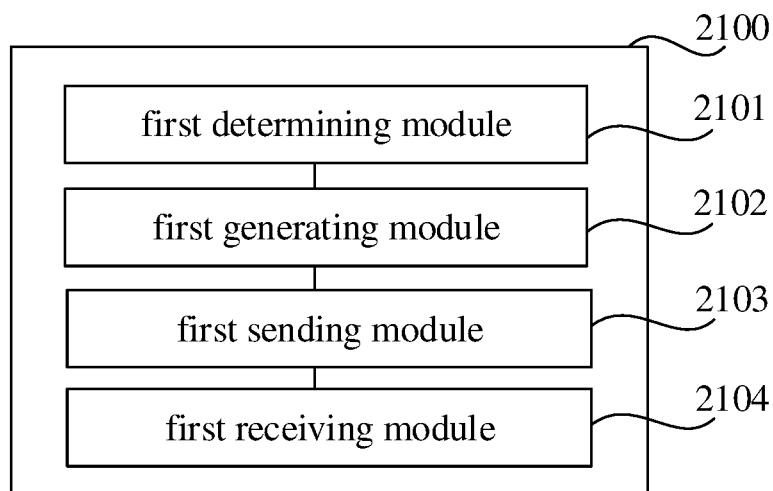 2100
first determining module
2101
first generating module
2102
first sending module
2103
first receiving module
2104